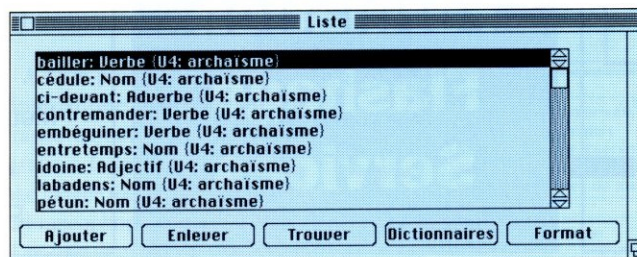 Liste
bailler: Verbe {U4: archaïsme}
cédule: Nom {U4: archaïsme}
ci-devant: Adverbe {U4: archaïsme}
contremander: Verbe {U4: archaïsme}
embéguiner: Verbe {U4: archaïsme}
entretemps: Nom {U4: archaïsme}
idoine: Adjectif {U4: archaïsme}
labadens: Nom {U4: archaïsme}
pétun: Nom {U4: archaïsme}
Ajouter Enlever Trouver Dictionnaires Format